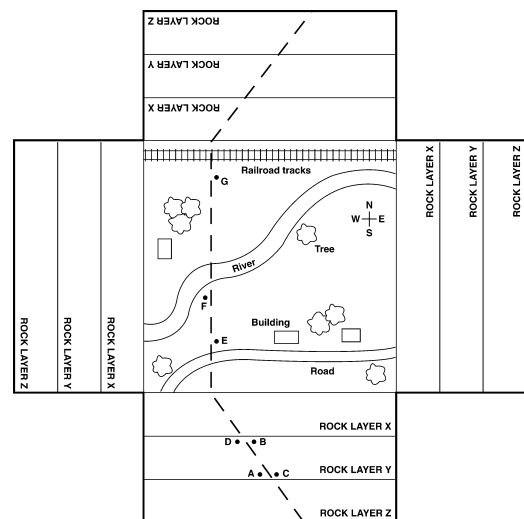 ROCK LAYER Z
ROCK LAYER Y
ROCK LAYER X
Railroad tracks
G
N
W E
S
Tree
River
F
Building
E
Road
ROCK LAYER Z
ROCK LAYER Y
ROCK LAYER X
ROCK LAYER X
ROCK LAYER Y
ROCK LAYER Z
ROCK LAYER X
D B
ROCK LAYER Y
A C
ROCK LAYER Z